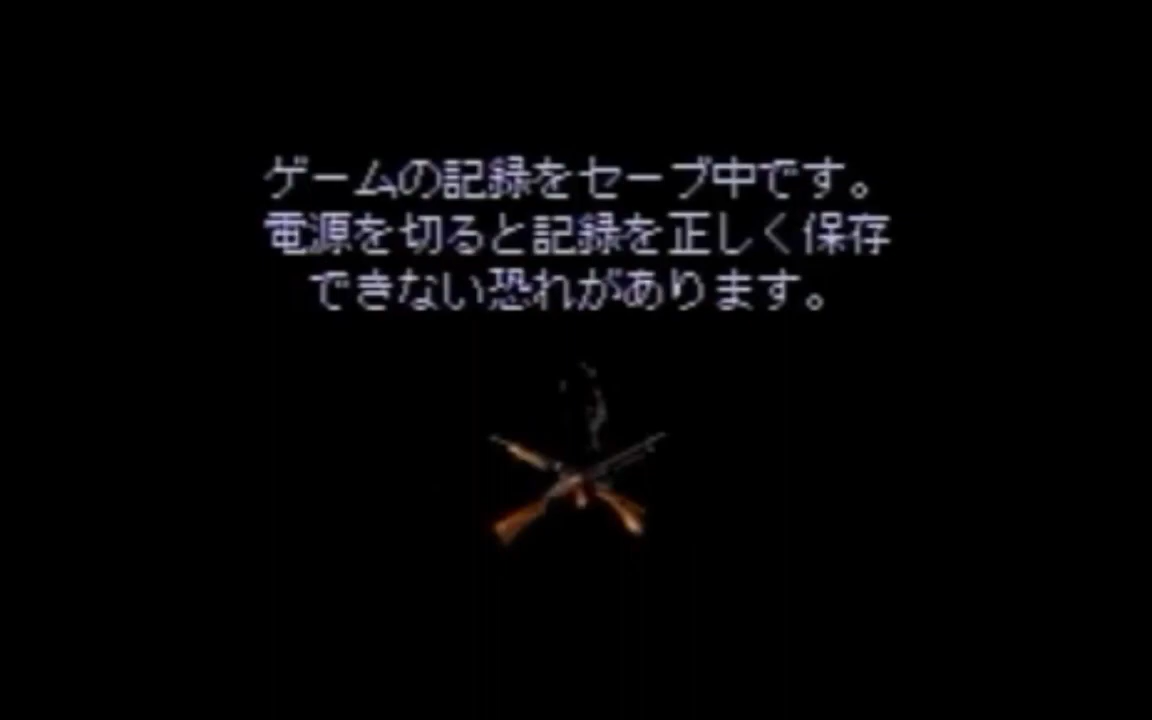 ゲームの記録をセーブ中です。
電源を切ると記録を正しく保存
できない恐れがあります。